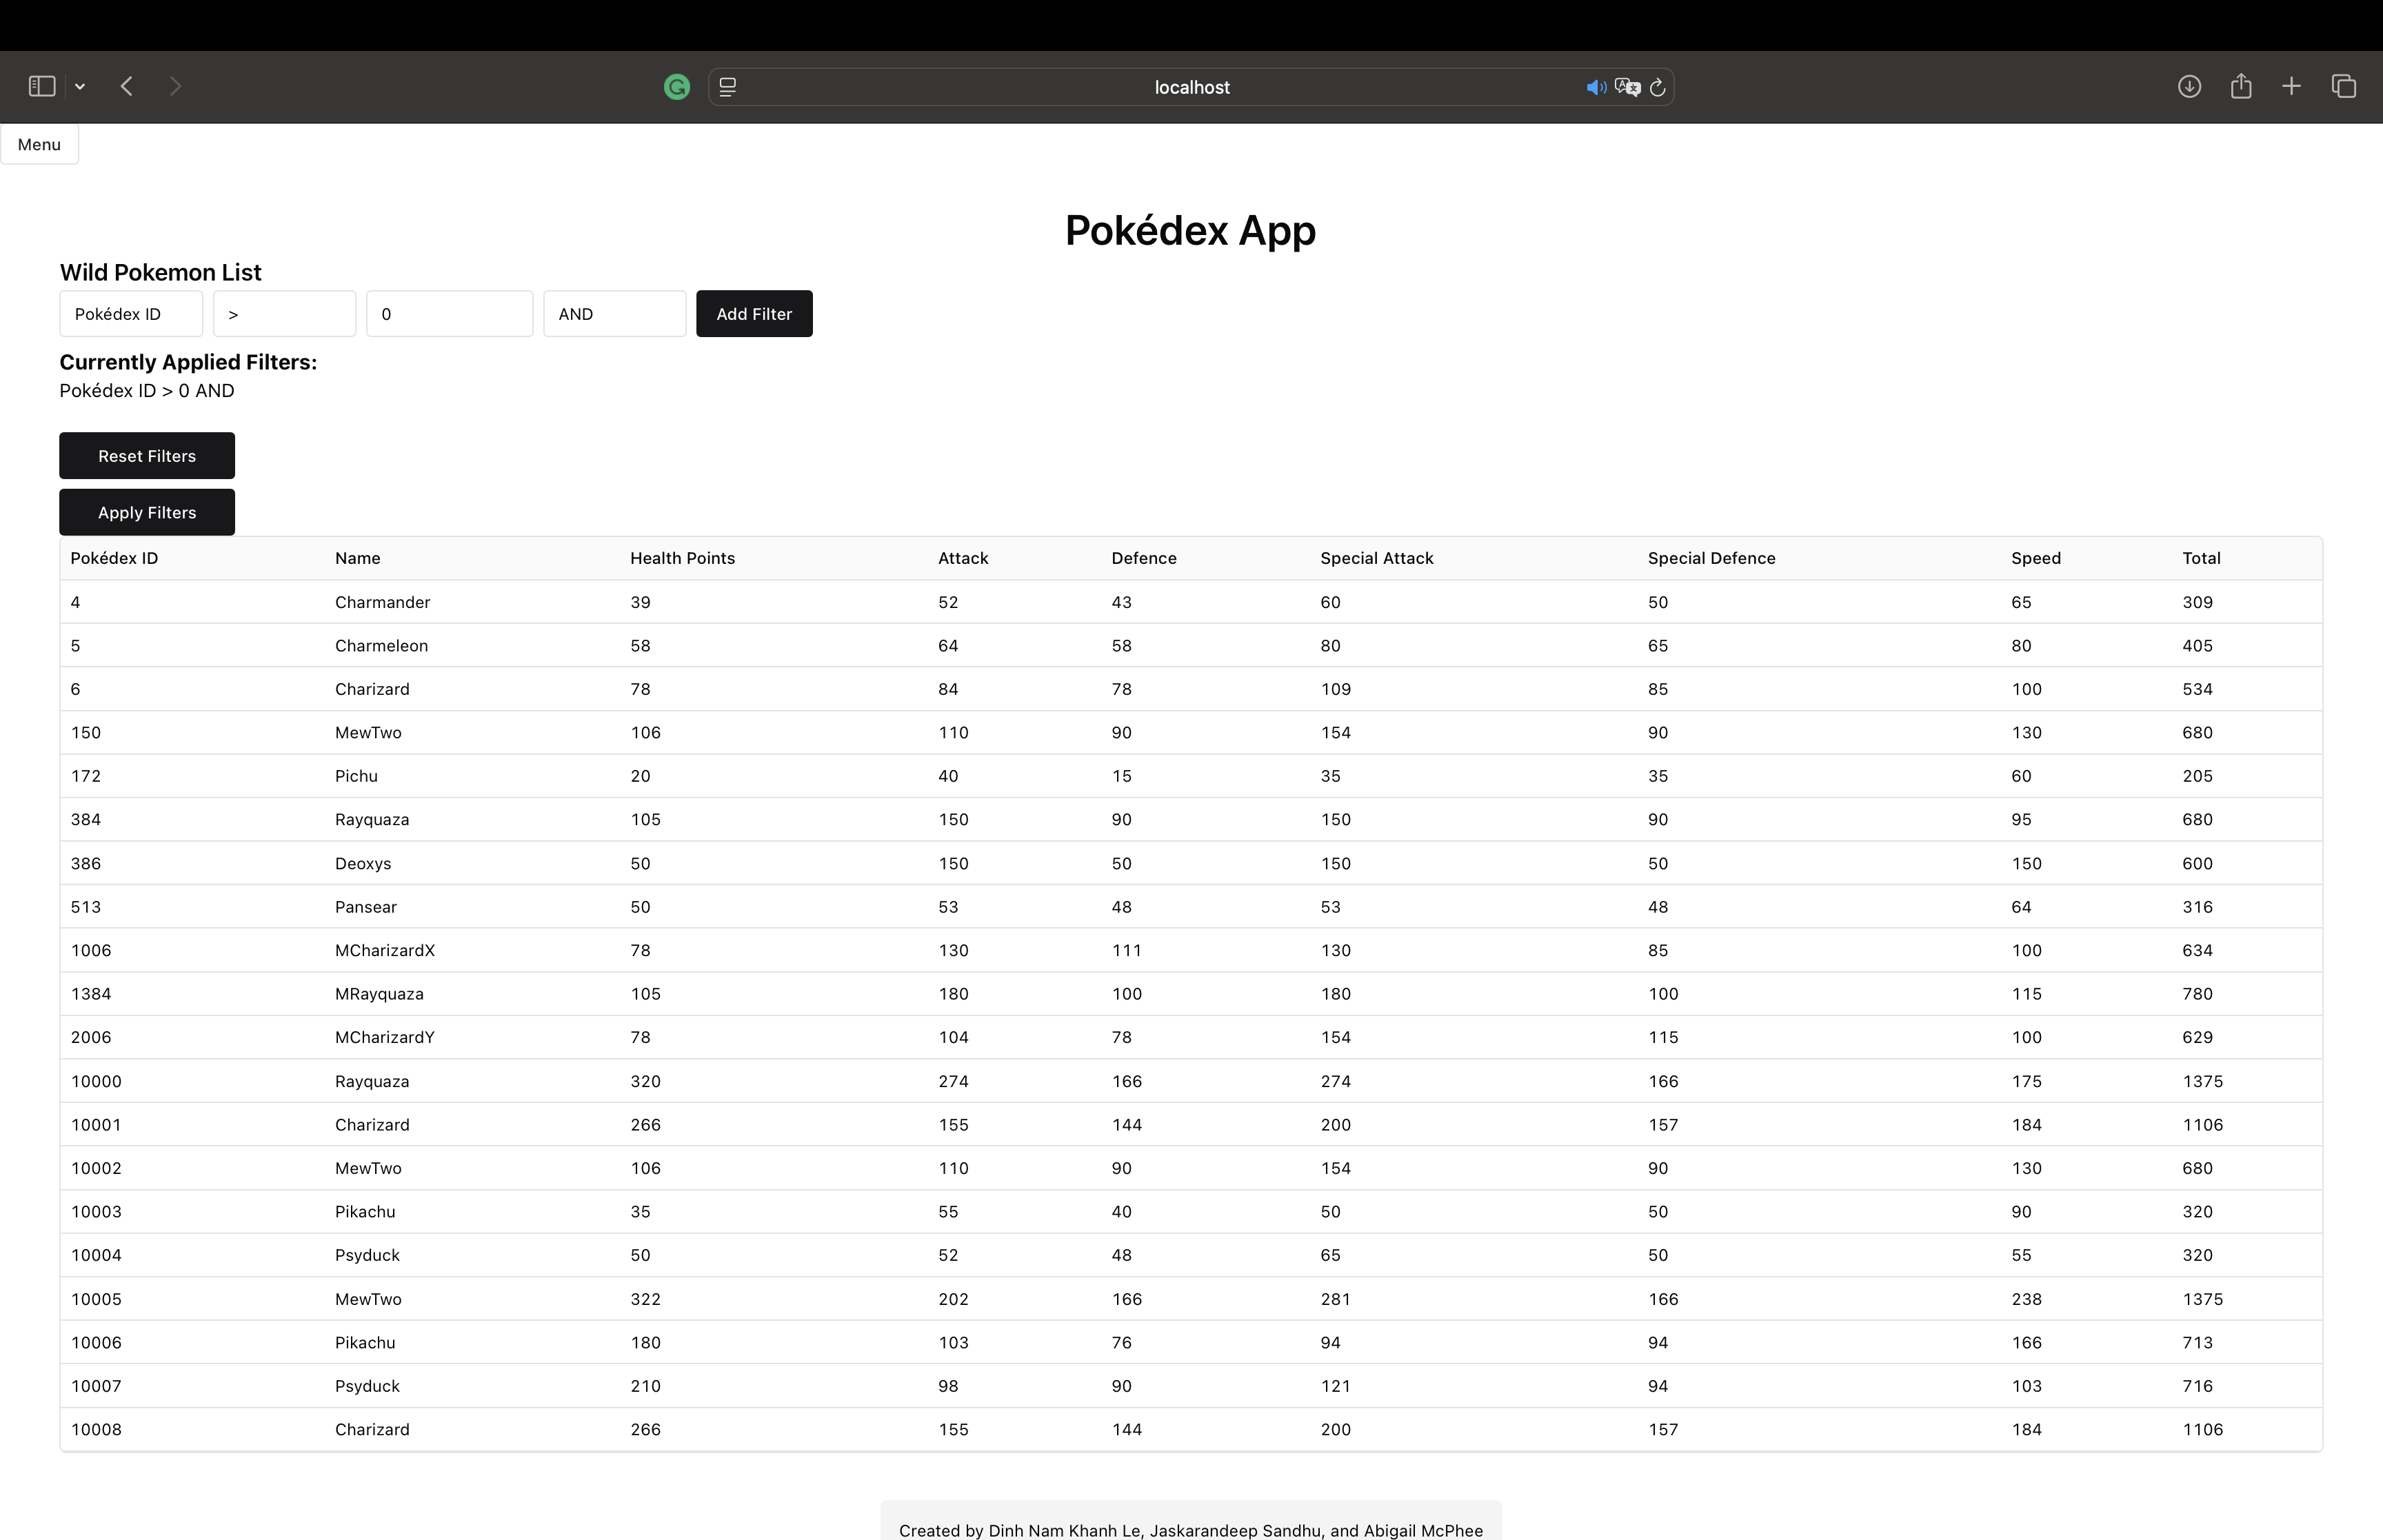 localhost
Menu
Pokédex App
Wild Pokemon List
Pokédex ID > 0 AND Add Filter
Currently Applied Filters:
Pokédex ID > 0 AND
Reset Filters
Apply Filters
Pokédex ID Name Health Points Attack Defence Special Attack Special Defence Speed Total
4 Charmander 39 52 43 60 50 65 309
5 Charmeleon 58 64 58 80 65 80 405
6 Charizard 78 84 78 109 85 100 534
150 MewTwo 106 110 90 154 90 130 680
172 Pichu 20 40 15 35 35 60 205
384 Rayquaza 105 150 90 150 90 95 680
386 Deoxys 50 150 50 150 50 150 600
513 Pansear 50 53 48 53 48 64 316
1006 MCharizardX 78 130 111 130 85 100 634
1384 MRayquaza 105 180 100 180 100 115 780
2006 MCharizardY 78 104 78 154 115 100 629
10000 Rayquaza 320 274 166 274 166 175 1375
10001 Charizard 266 155 144 200 157 184 1106
10002 MewTwo 106 110 90 154 90 130 680
10003 Pikachu 35 55 40 50 50 90 320
10004 Psyduck 50 52 48 65 50 55 320
10005 MewTwo 322 202 166 281 166 238 1375
10006 Pikachu 180 103 76 94 94 166 713
10007 Psyduck 210 98 90 121 94 103 716
10008 Charizard 266 155 144 200 157 184 1106
Created by Dinh Nam Khanh Le, Jaskarandeep Sandhu, and Abigail McPhee